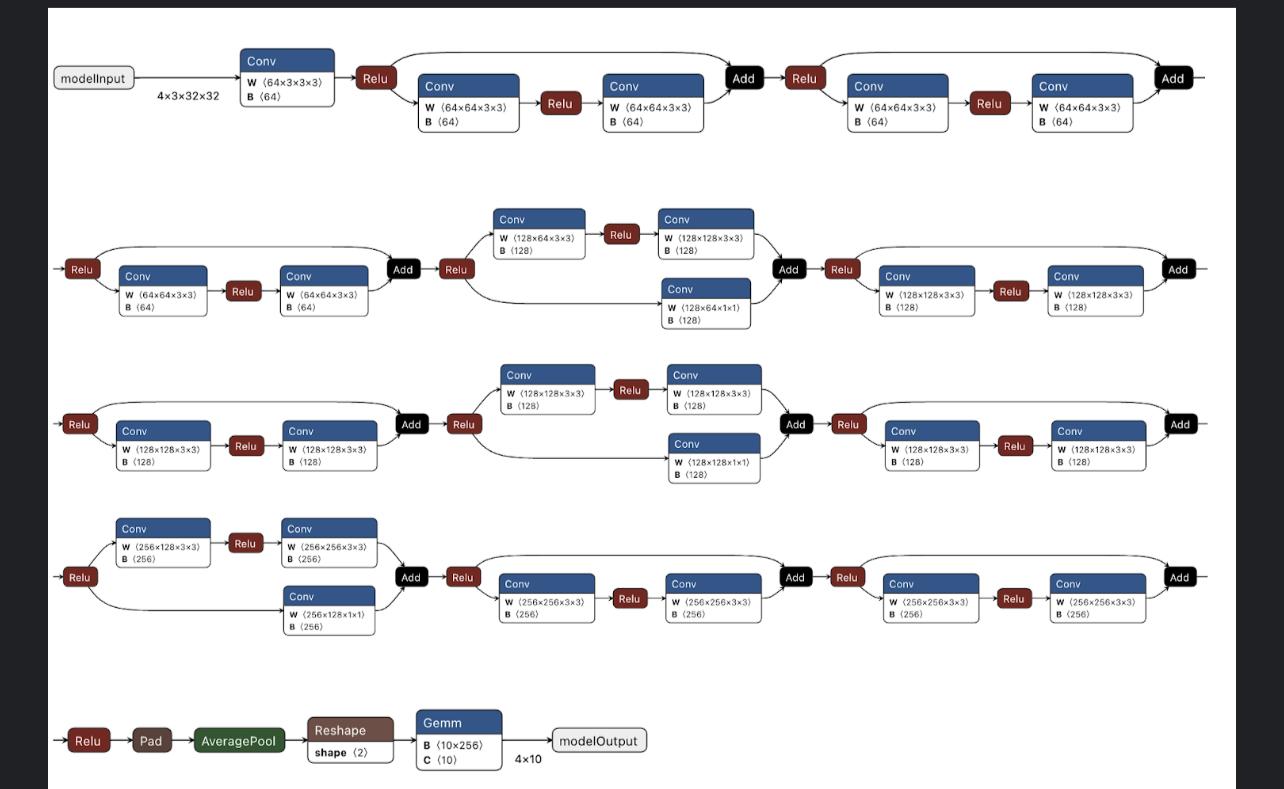 modelInput
4×3×32×32
Conv
W ⟨64×3×3×3⟩
B ⟨64⟩
Relu
Conv
W ⟨64×64×3×3⟩
B ⟨64⟩
Relu
Conv
W ⟨64×64×3×3⟩
B ⟨64⟩
Add
Relu
Conv
W ⟨64×64×3×3⟩
B ⟨64⟩
Relu
Conv
W ⟨64×64×3×3⟩
B ⟨64⟩
Add
Relu
Conv
W ⟨64×64×3×3⟩
B ⟨64⟩
Relu
Conv
W ⟨64×64×3×3⟩
B ⟨64⟩
Add
Relu
Conv
W ⟨128×64×3×3⟩
B ⟨128⟩
Relu
Conv
W ⟨128×128×3×3⟩
B ⟨128⟩
Conv
W ⟨128×64×1×1⟩
B ⟨128⟩
Add
Relu
Conv
W ⟨128×128×3×3⟩
B ⟨128⟩
Relu
Conv
W ⟨128×128×3×3⟩
B ⟨128⟩
Add
Relu
Conv
W ⟨128×128×3×3⟩
B ⟨128⟩
Relu
Conv
W ⟨128×128×3×3⟩
B ⟨128⟩
Add
Relu
Conv
W ⟨128×128×3×3⟩
B ⟨128⟩
Relu
Conv
W ⟨128×128×3×3⟩
B ⟨128⟩
Conv
W ⟨128×128×1×1⟩
B ⟨128⟩
Add
Relu
Conv
W ⟨128×128×3×3⟩
B ⟨128⟩
Relu
Conv
W ⟨128×128×3×3⟩
B ⟨128⟩
Add
Relu
Conv
W ⟨256×128×3×3⟩
B ⟨256⟩
Relu
Conv
W ⟨256×256×3×3⟩
B ⟨256⟩
Conv
W ⟨256×128×1×1⟩
B ⟨256⟩
Add
Relu
Conv
W ⟨256×256×3×3⟩
B ⟨256⟩
Relu
Conv
W ⟨256×256×3×3⟩
B ⟨256⟩
Add
Relu
Conv
W ⟨256×256×3×3⟩
B ⟨256⟩
Relu
Conv
W ⟨256×256×3×3⟩
B ⟨256⟩
Add
Relu
Pad
AveragePool
Reshape
shape ⟨2⟩
Gemm
B ⟨10×256⟩
C ⟨10⟩
4×10
modelOutput